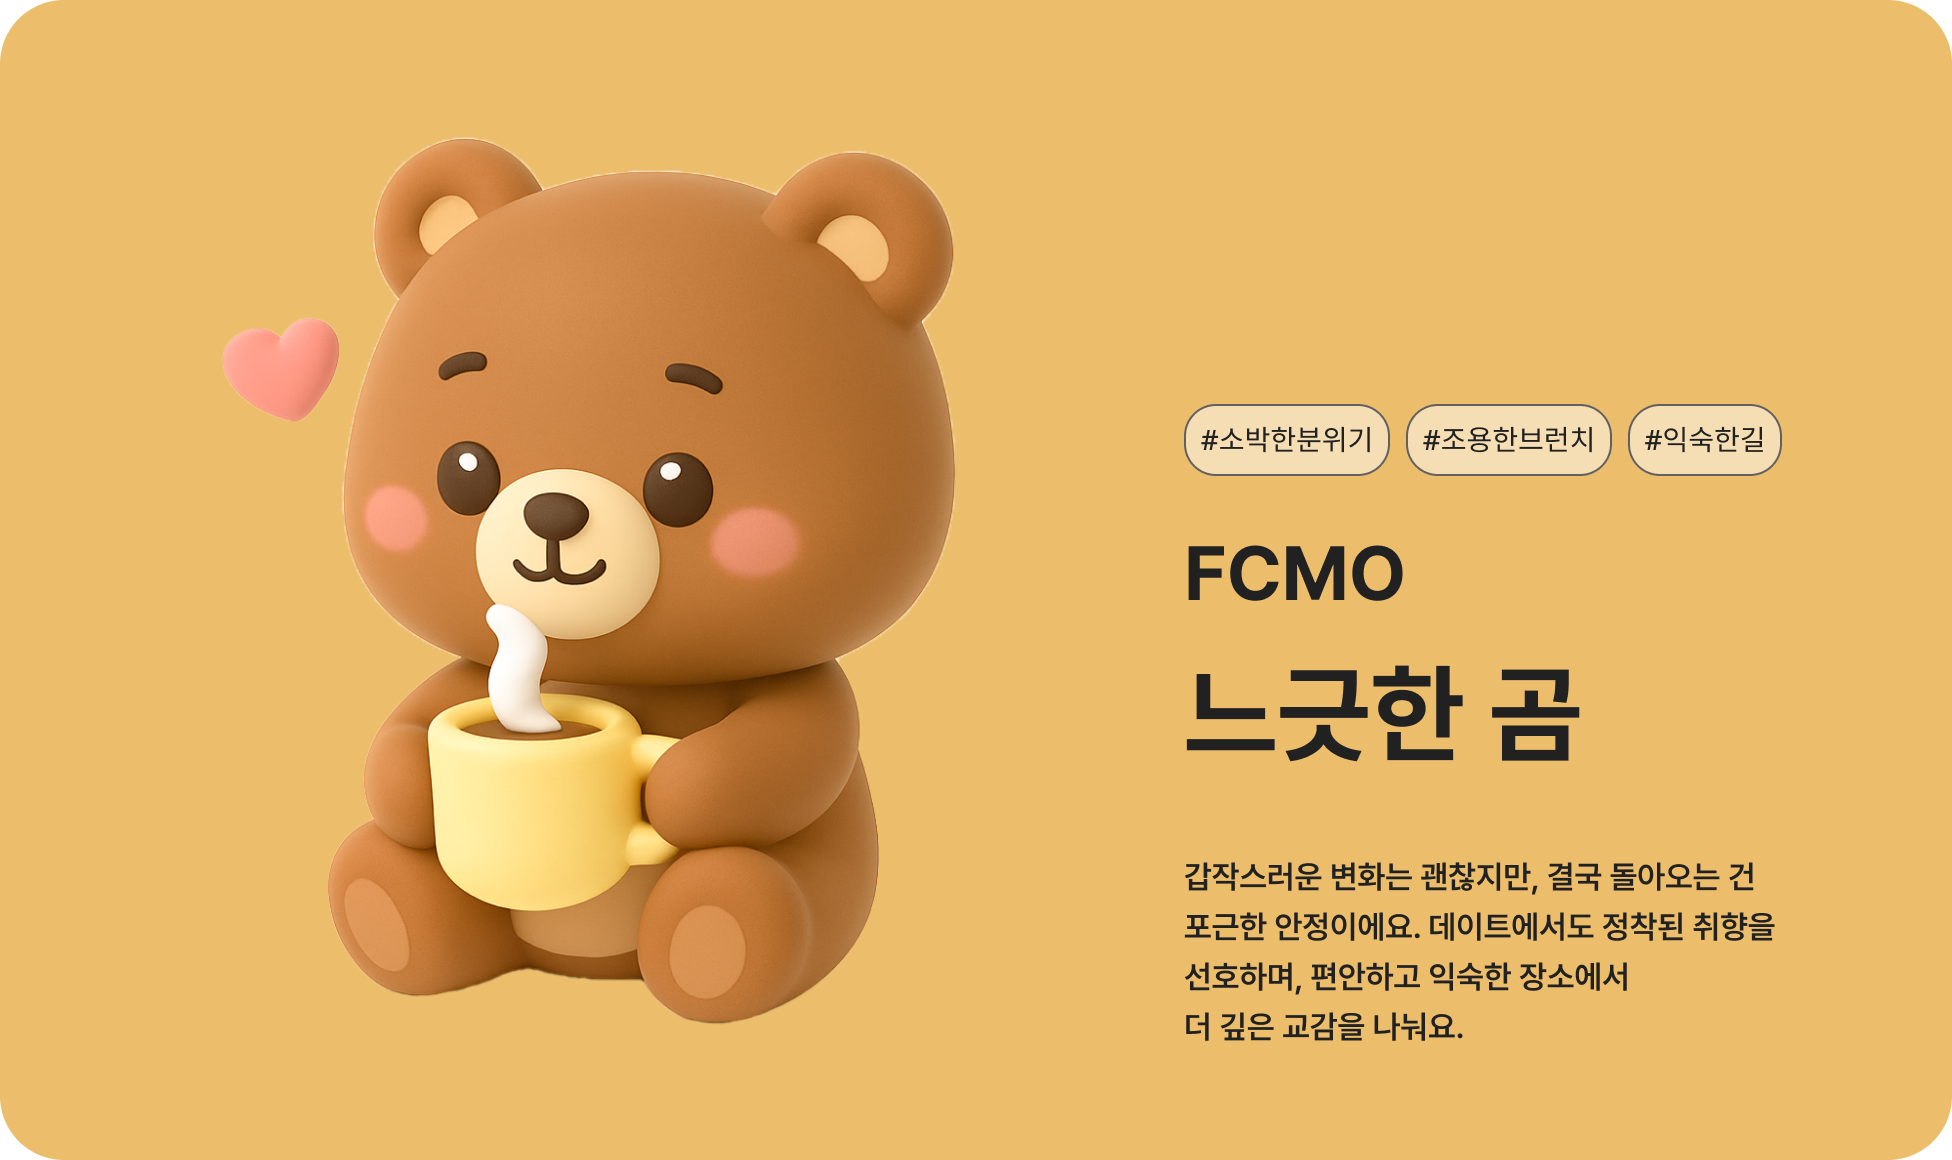 #소박한분위기 #조용한브런치 #익숙한길
FCMO
느긋한 곰
갑작스러운 변화는 괜찮지만, 결국 돌아오는 건
포근한 안정이에요. 데이트에서도 정착된 취향을
선호하며, 편안하고 익숙한 장소에서
더 깊은 교감을 나눠요.